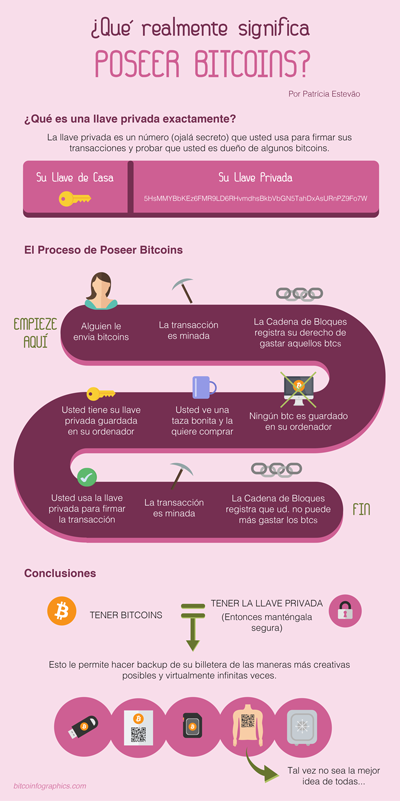 ¿Qué realmente significa
POSEER BITCOINS?
Por Patricia Estevão
¿Qué es una llave privada exactamente?
La llave privada es un número (ojalá secreto) que usted usa para firmar sus
transacciones y probar que usted es dueño de algunos bitcoins.
Su Llave de Casa
Su Llave Privada
5HsMMYBbKEz6FMR9LD6RHvmdhsBkbVbGN5TahDxAsURnPZ9Fo7W
El Proceso de Poseer Bitcoins
EMPIEZE
AQUÍ
Alguien le
envia bitcoins
La transacción
es minada
La Cadena de Bloques
registra su derecho de
gastar aquellos btcs
Usted tiene su llave
privada guardada
en su ordenador
Usted ve una
taza bonita y la
quiere comprar
Ningún btc es guardado
en su ordenador
Usted usa la llave
privada para firmar
la transacción
La transacción
es minada
La Cadena de Bloques
registra que ud. no puede
más gastar los btcs
FIN
Conclusiones
TENER BITCOINS
TENER LA LLAVE PRIVADA
(Entonces manténgala
segura)
Esto le permite hacer backup de su billetera de las maneras más creativas
posibles y virtualmente infinitas veces.
Tal vez no sea la mejor
idea de todas...
bitcoinfographics.com